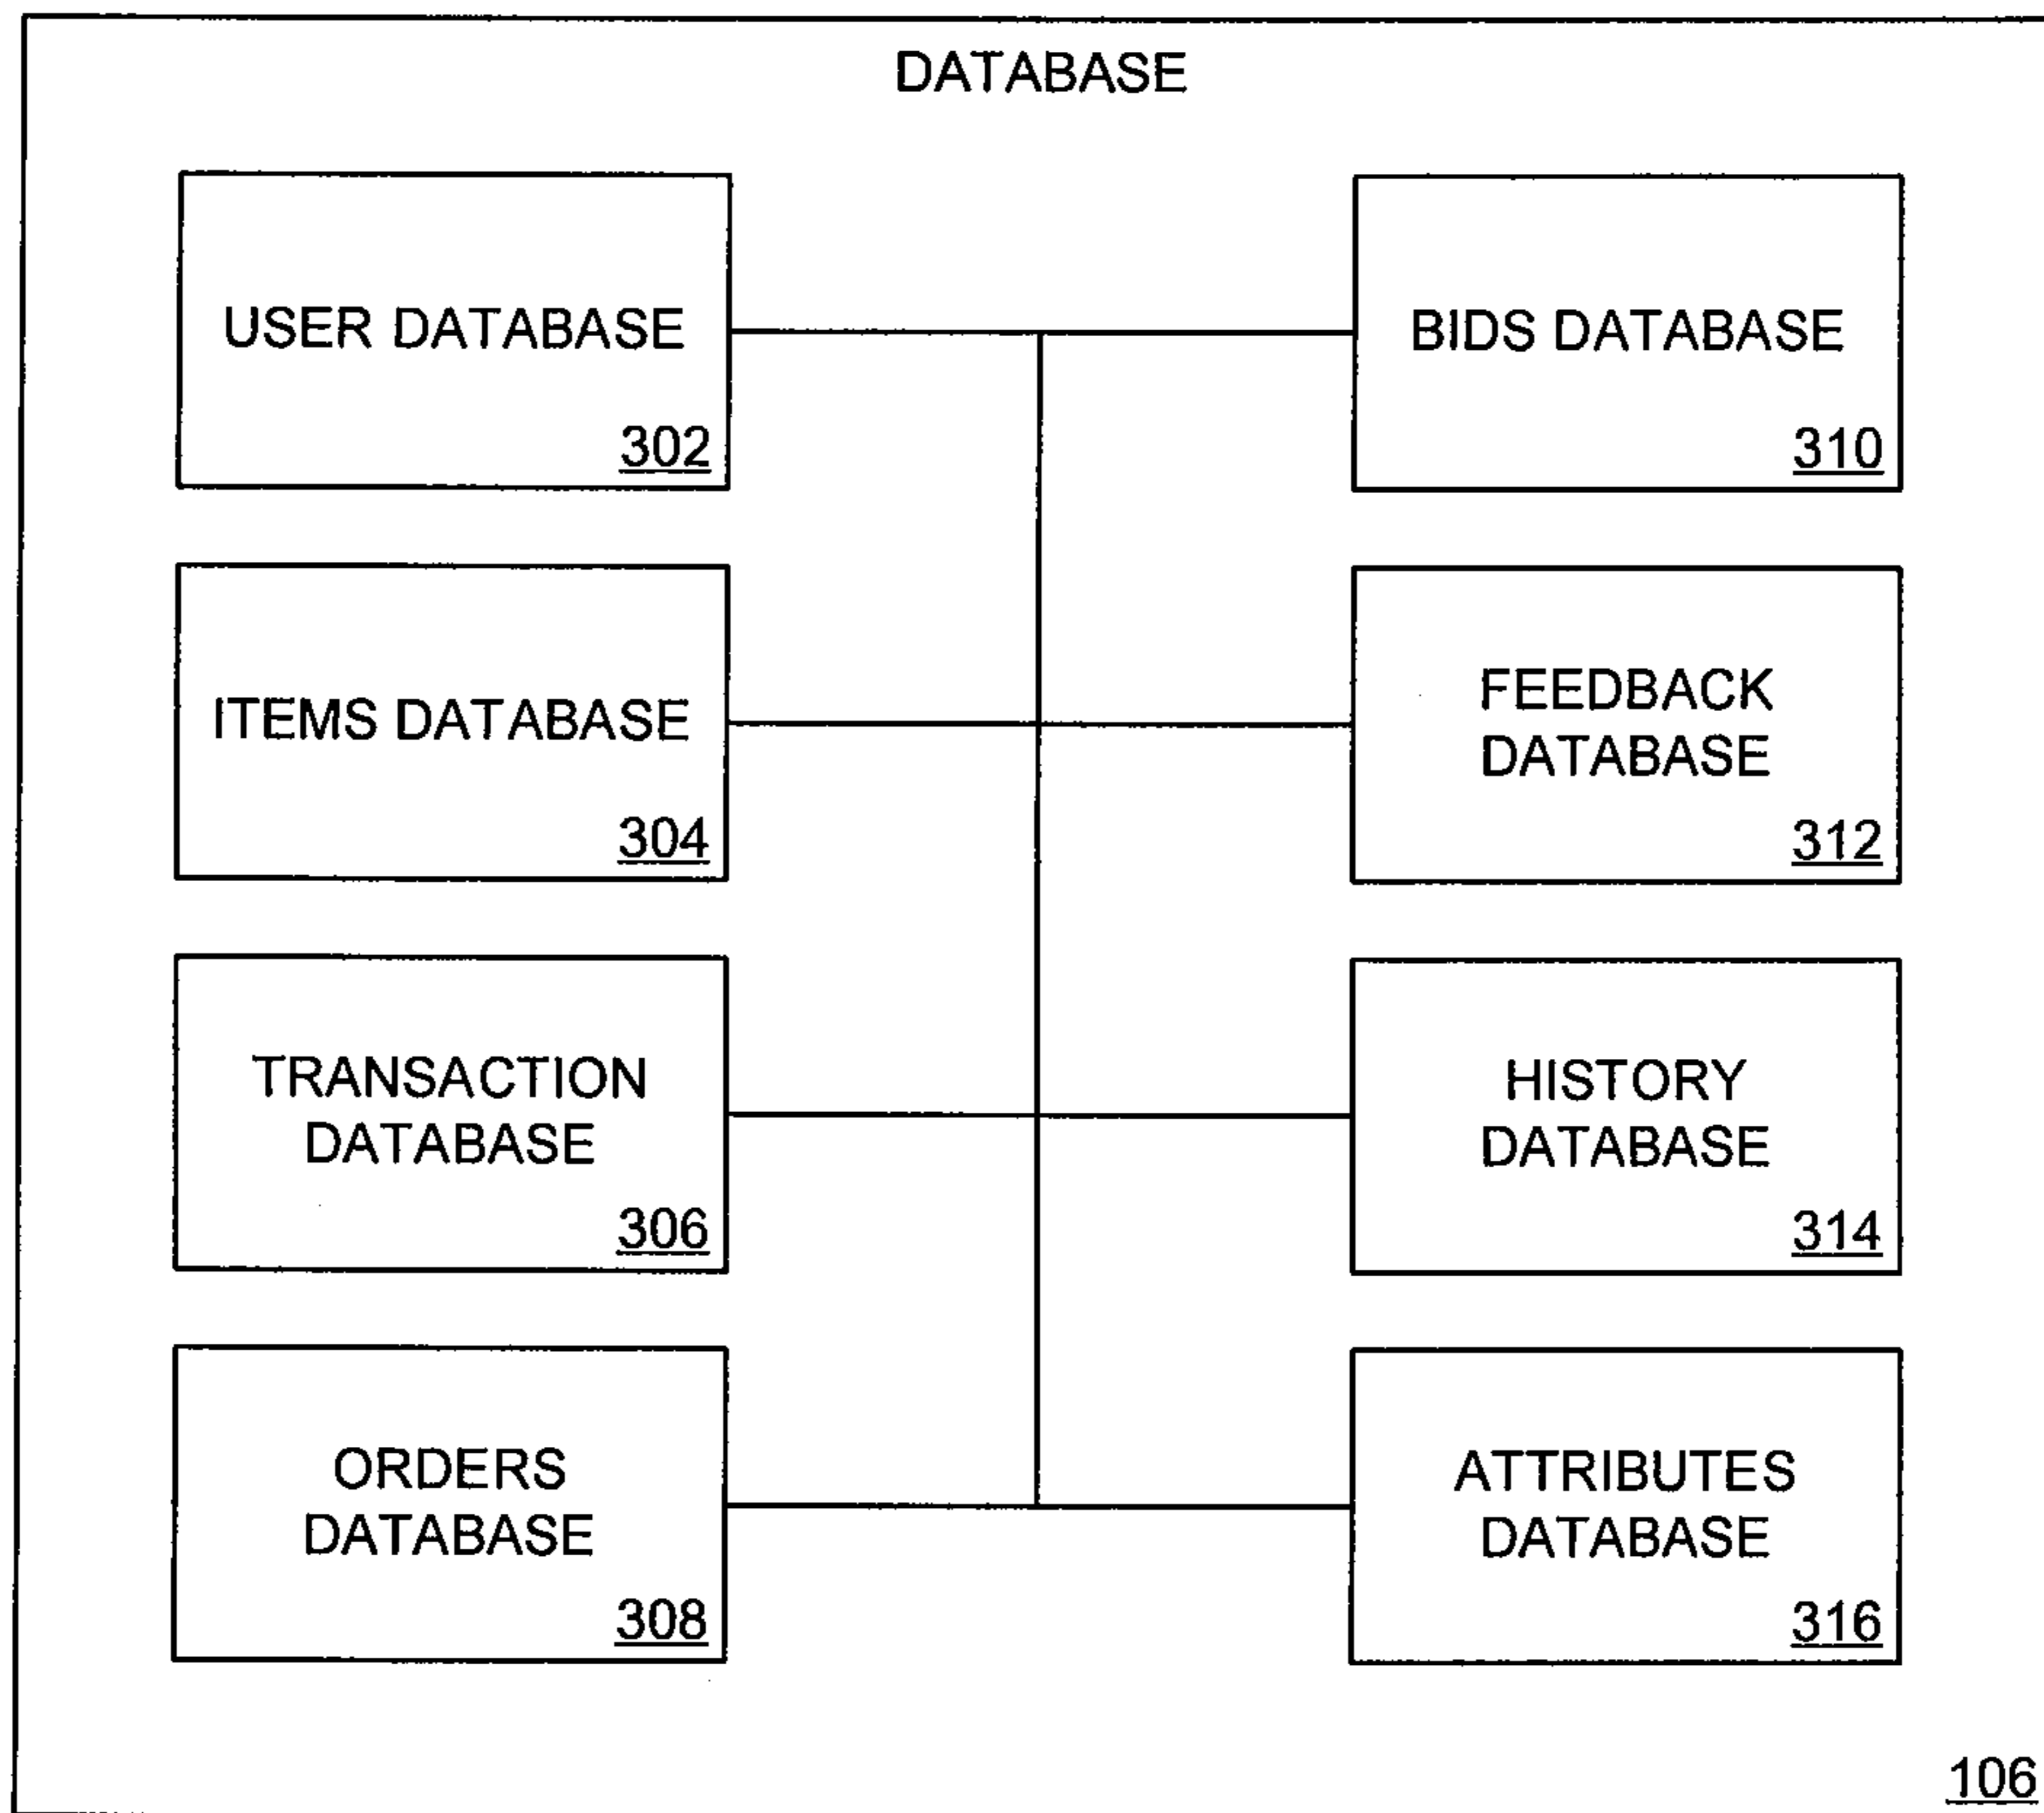 DATABASE
USER DATABASE
302
BIDS DATABASE
310
ITEMS DATABASE
304
FEEDBACK
DATABASE
312
TRANSACTION
DATABASE
306
HISTORY
DATABASE
314
ORDERS
DATABASE
308
ATTRIBUTES
DATABASE
316
106